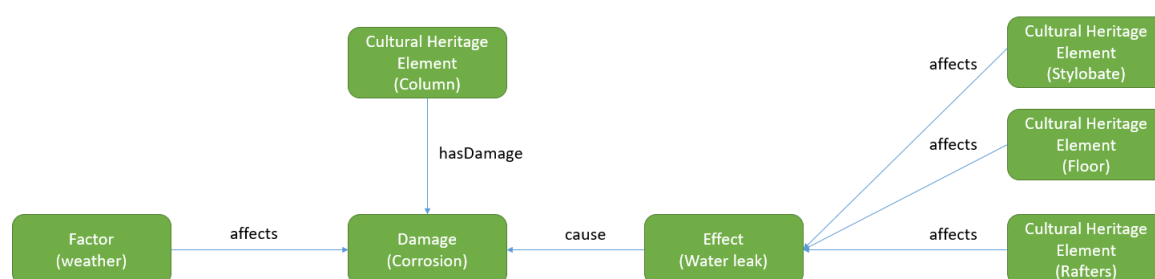 Cultural Heritage
Element
(Column)
Cultural Heritage
Element
(Stylobate)
affects
Cultural Heritage
Element
(Floor)
affects
hasDamage
Factor
(weather)
affects
Damage
(Corrosion)
cause
Effect
(Water leak)
affects
Cultural Heritage
Element
(Rafters)